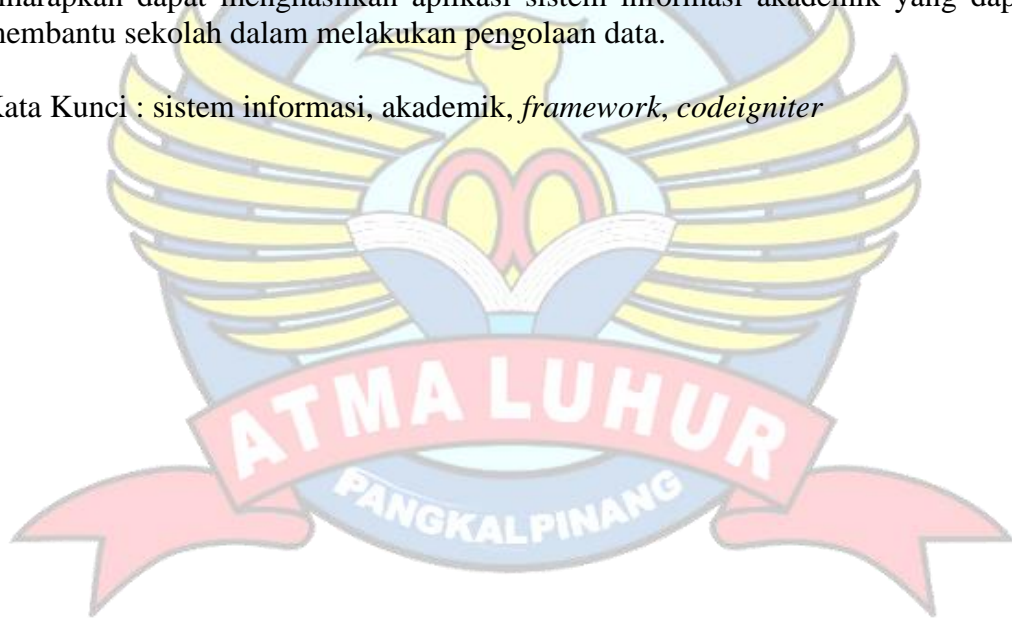 dapat menghasilkan aplikasi sistem informasi akademik yang
sekolah dalam melakukan pengolaan data.
Kunci : sistem informasi, akademik, framework, codeigniter
ATMA LUHUR
PANGKALPINANG